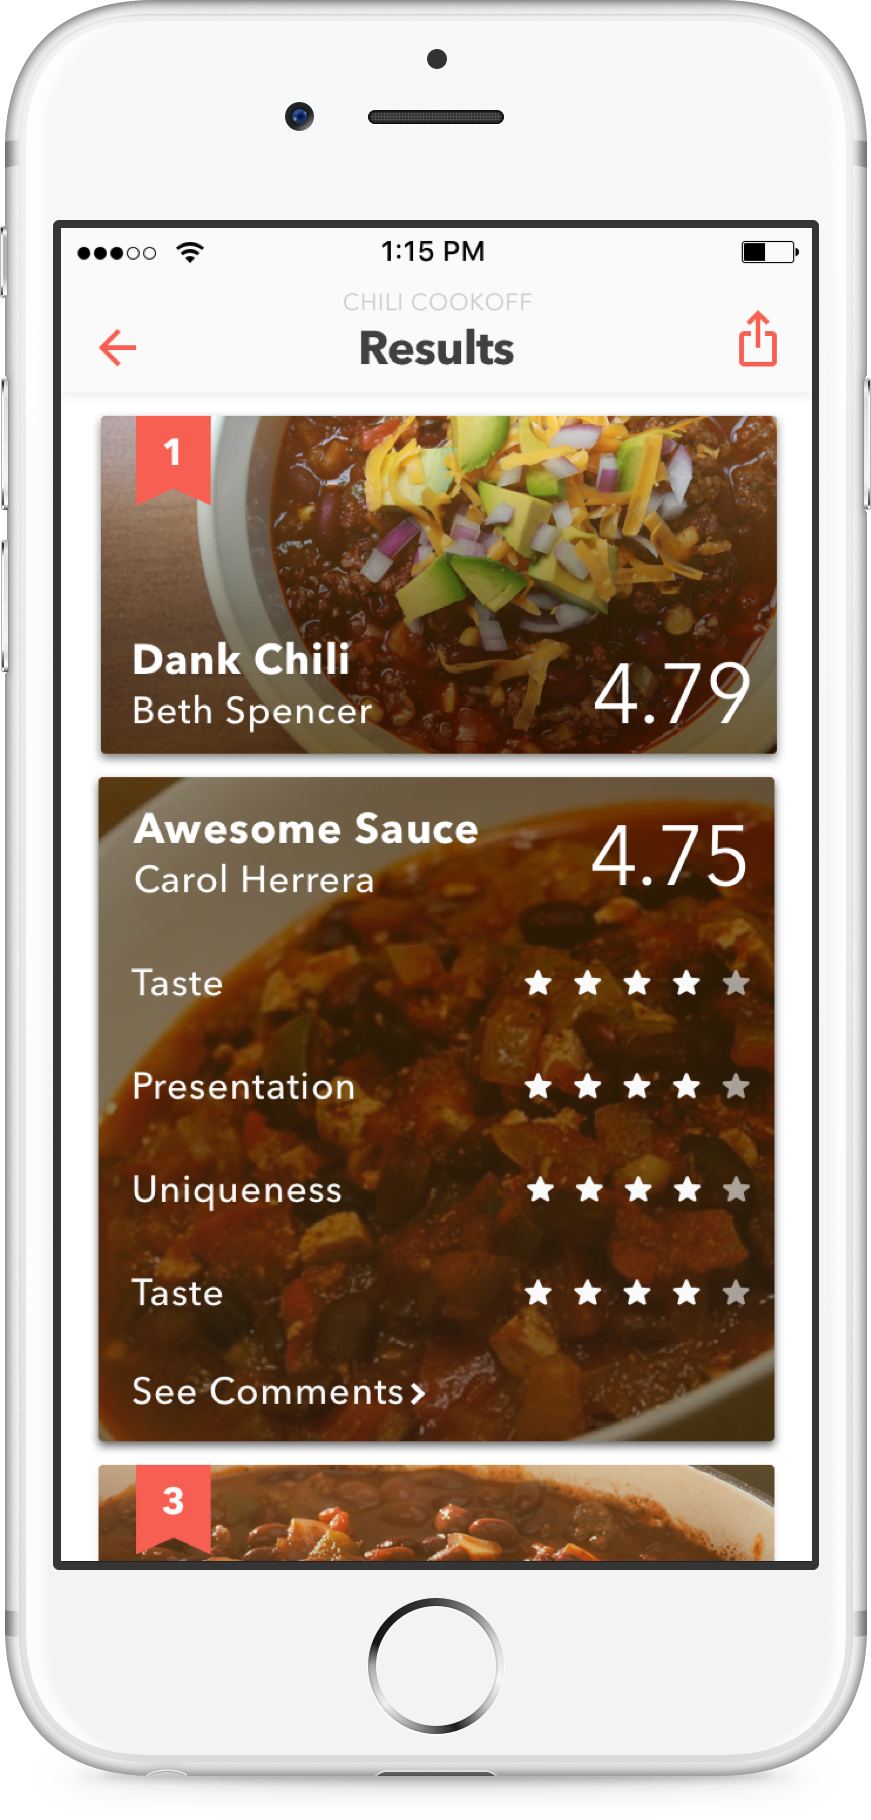 1:15 PM
CHILI COOKOFF
Results
1
Dank Chili
Beth Spencer
4.79
Awesome Sauce
Carol Herrera
4.75
Taste
Presentation
Uniqueness
Taste
See Comments>
3